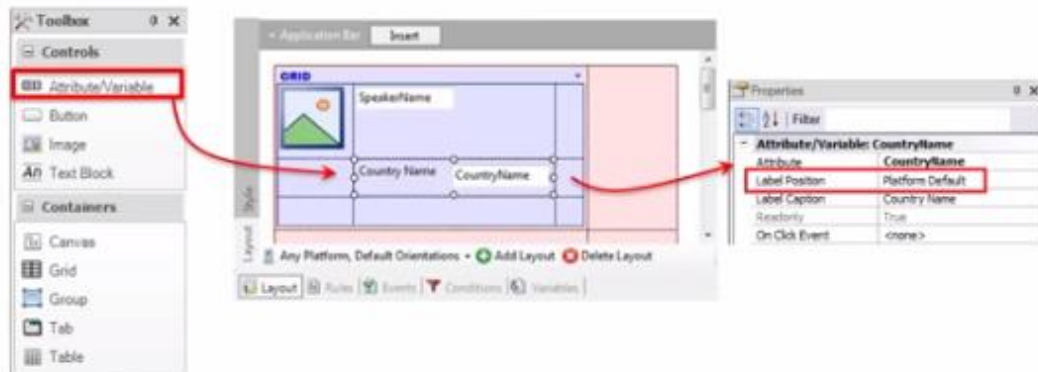 Toolbox
Controls
Attribute/Variable
Button
Image
Ab Text Block
Containers
Canvas
Grid
Group
Tab
Table
< Application Bar Insert
GRID
SpeakerName
Country Name CountryName
Style
Layout
Any Platform, Default Orientations Add Layout Delete Layout
Layout Rules Events Conditions Variables
Properties
Filter
Attribute/Variable: CountryName
Attribute CountryName
Label Position Platform Default
Label Caption Country Name
Readonly True
On Click Event <none>